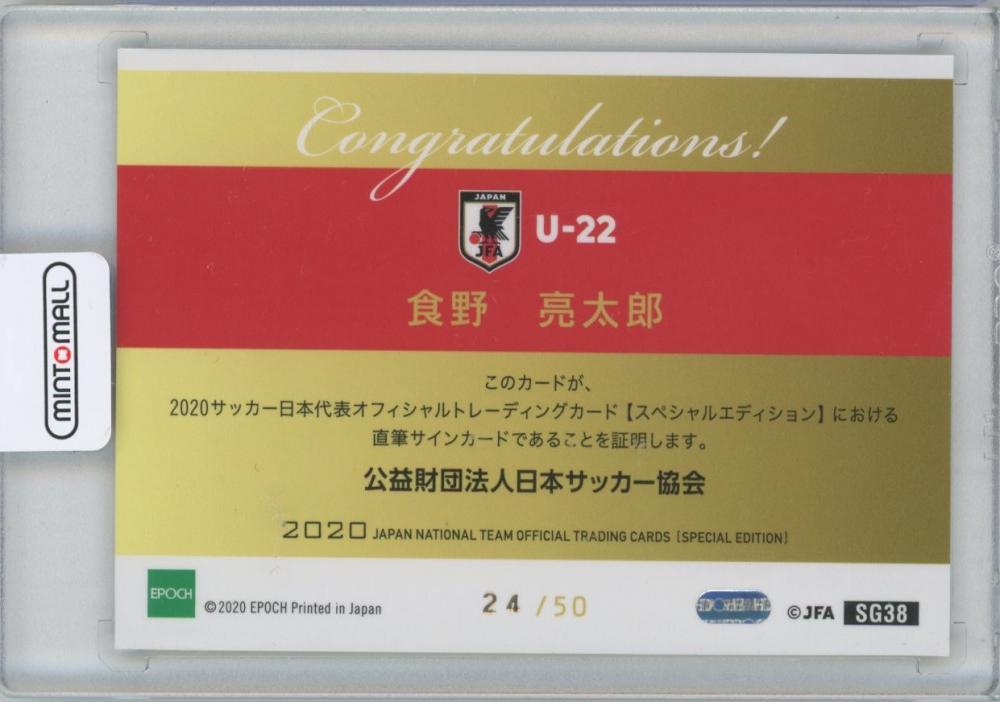 Congratulations!
JAPAN
JFA
U-22
食野 亮太郎
このカードが、
2020サッカー日本代表オフィシャルトレーディングカード【スペシャルエディション】における
直筆サインカードであることを証明します。
公益財団法人日本サッカー協会
2020 JAPAN NATIONAL TEAM OFFICIAL TRADING CARDS [SPECIAL EDITION]
EPOCH
©2020 EPOCH Printed in Japan
24/50
©JFA
SG38
MINTOMALL